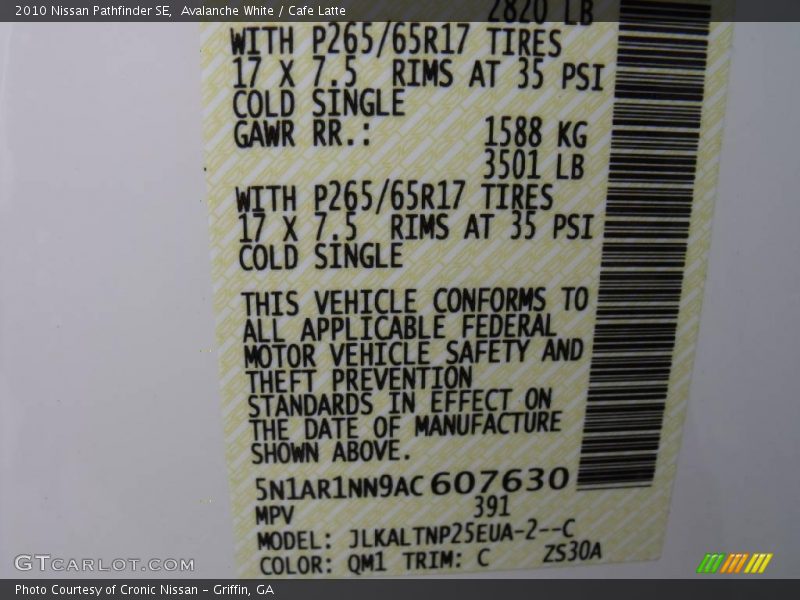 2010 Nissan Pathfinder SE, Avalanche White / Cafe Latte
2820 LB
WITH P265/65R17 TIRES
17 X 7.5 RIMS AT 35 PSI
COLD SINGLE
GAWR RR.: 1588 KG
3501 LB
WITH P265/65R17 TIRES
17 X 7.5 RIMS AT 35 PSI
COLD SINGLE
THIS VEHICLE CONFORMS TO
ALL APPLICABLE FEDERAL
MOTOR VEHICLE SAFETY AND
THEFT PREVENTION
STANDARDS IN EFFECT ON
THE DATE OF MANUFACTURE
SHOWN ABOVE.
5N1AR1NN9AC607630
MPV 391
MODEL: JLKALTNP25EUA-2--C
COLOR: QM1 TRIM: C ZS30A
GTCARLOT.COM
Photo Courtesy of Cronic Nissan - Griffin, GA